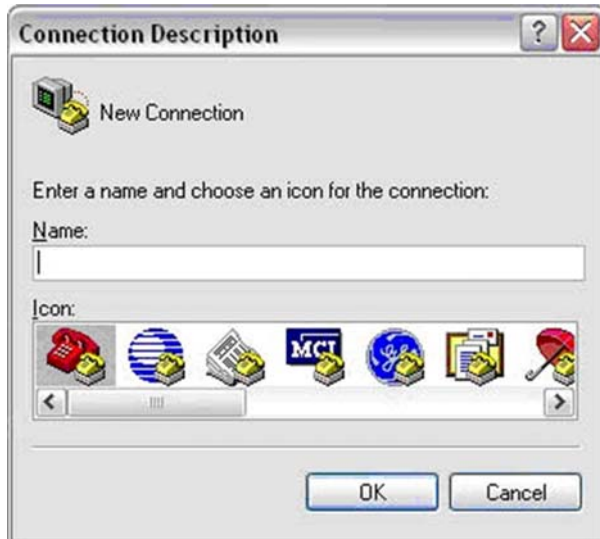 Connection Description
New Connection
Enter a name and choose an icon for the connection:
Name:
Icon:
MCI
OK
Cancel